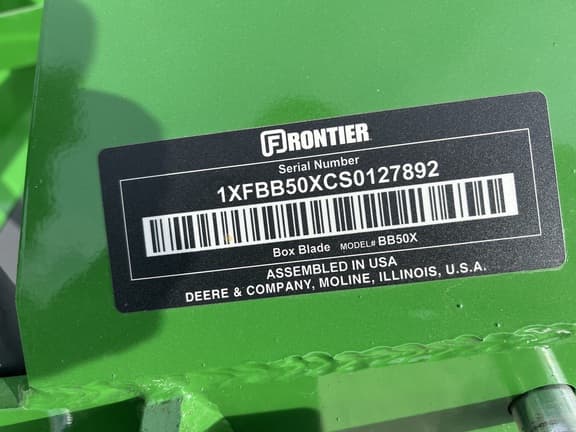 FRONTIER
Serial Number
1XFBB50XCS0127892
Box Blade MODEL# BB50X
ASSEMBLED IN USA
DEERE & COMPANY, MOLINE, ILLINOIS, U.S.A.